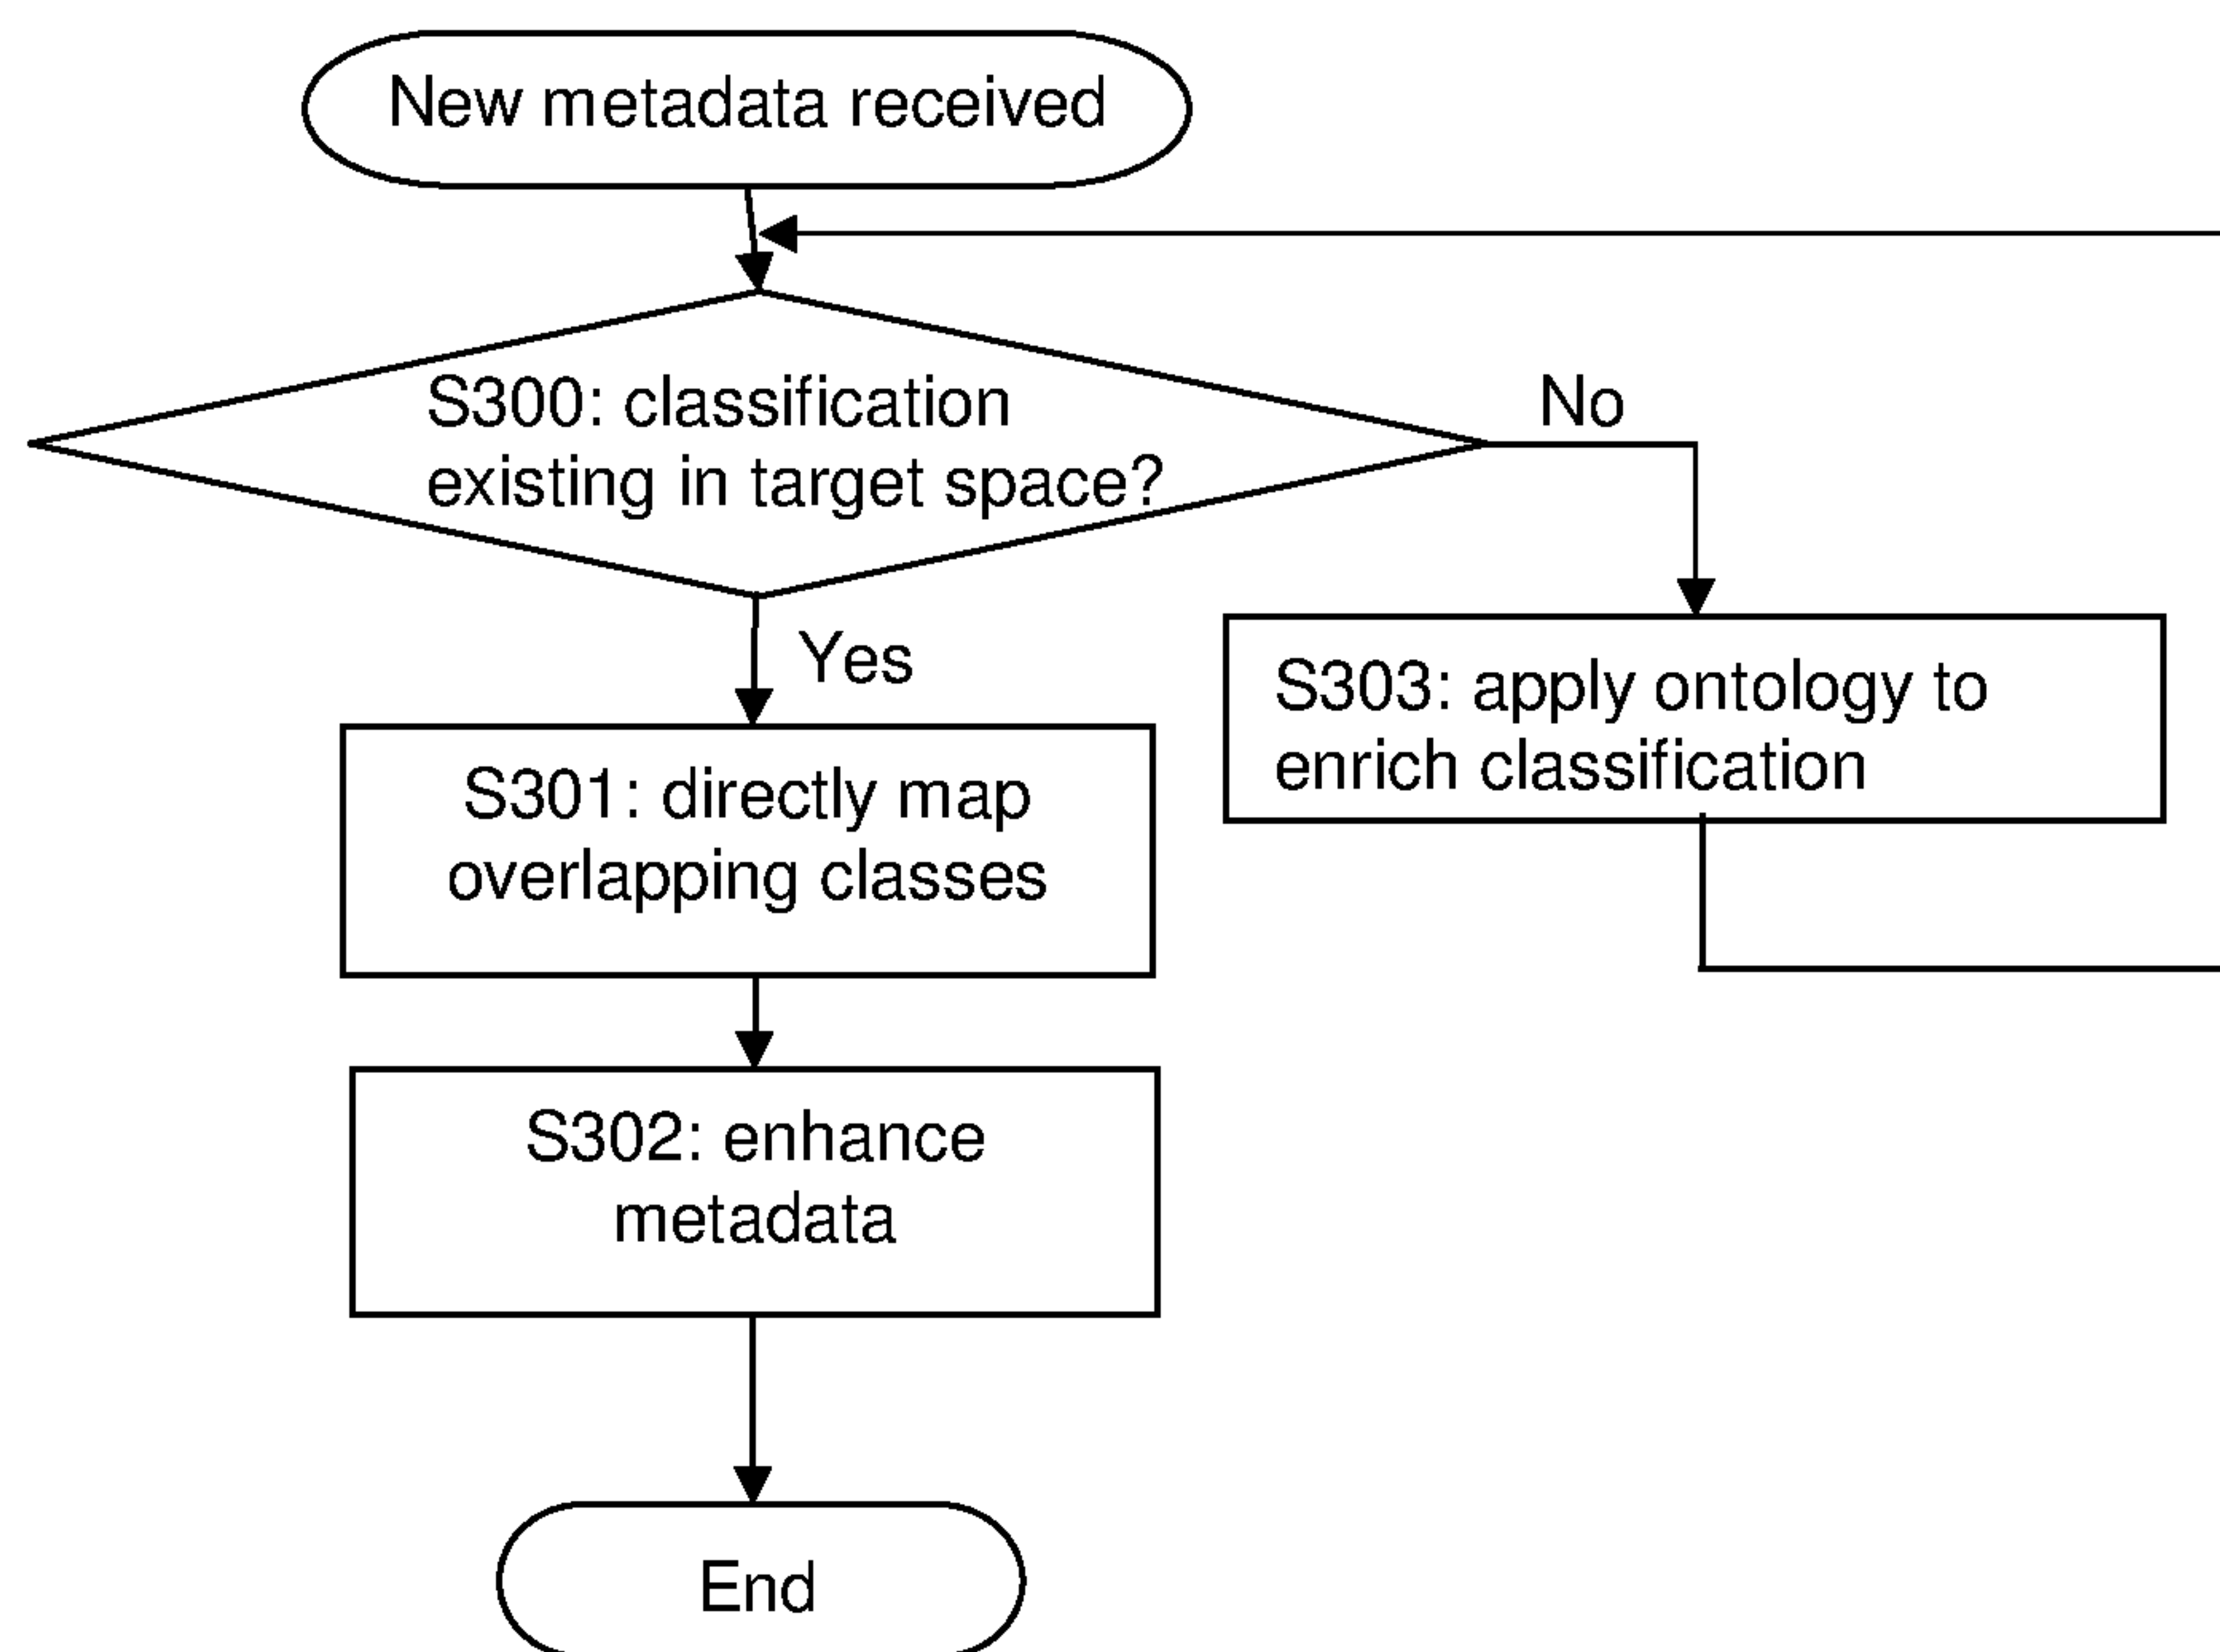 New metadata received
S300: classification
existing in target space?
No
Yes
S303: apply ontology to
enrich classification
S301: directly map
overlapping classes
S302: enhance
metadata
End